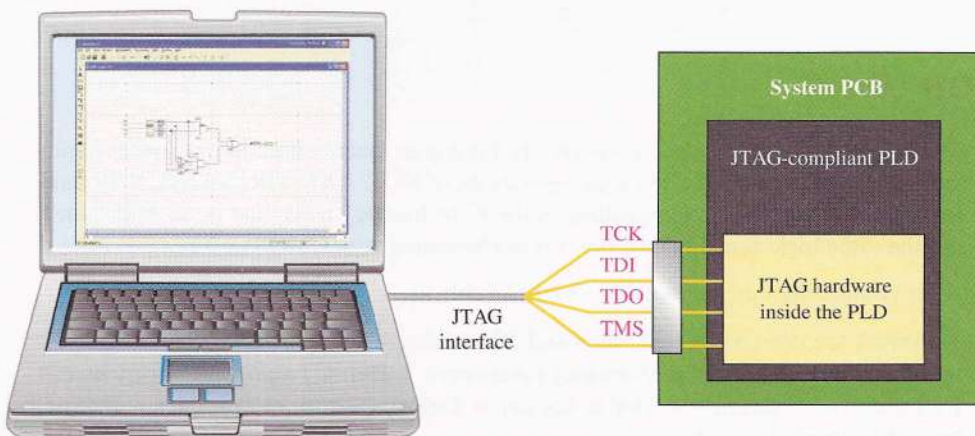 System PCB
JTAG-compliant PLD
TCK
TDI
TDO
TMS
JTAG
interface
JTAG hardware
inside the PLD